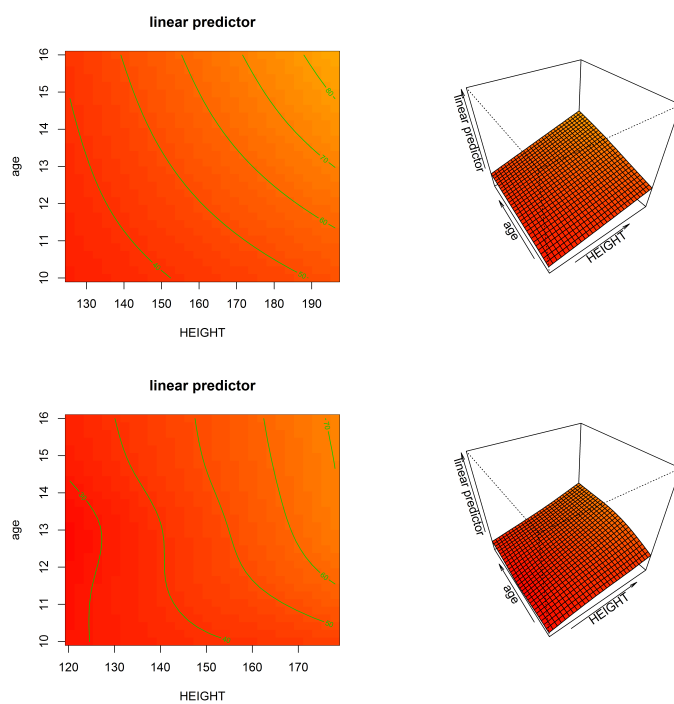 linear predictor
age
16
15
14
13
12
11
10
130 140 150 160 170 180 190
HEIGHT
linear predictor
age
HEIGHT
linear predictor
age
16
15
14
13
12
11
10
120 130 140 150 160 170
HEIGHT
linear predictor
age
HEIGHT